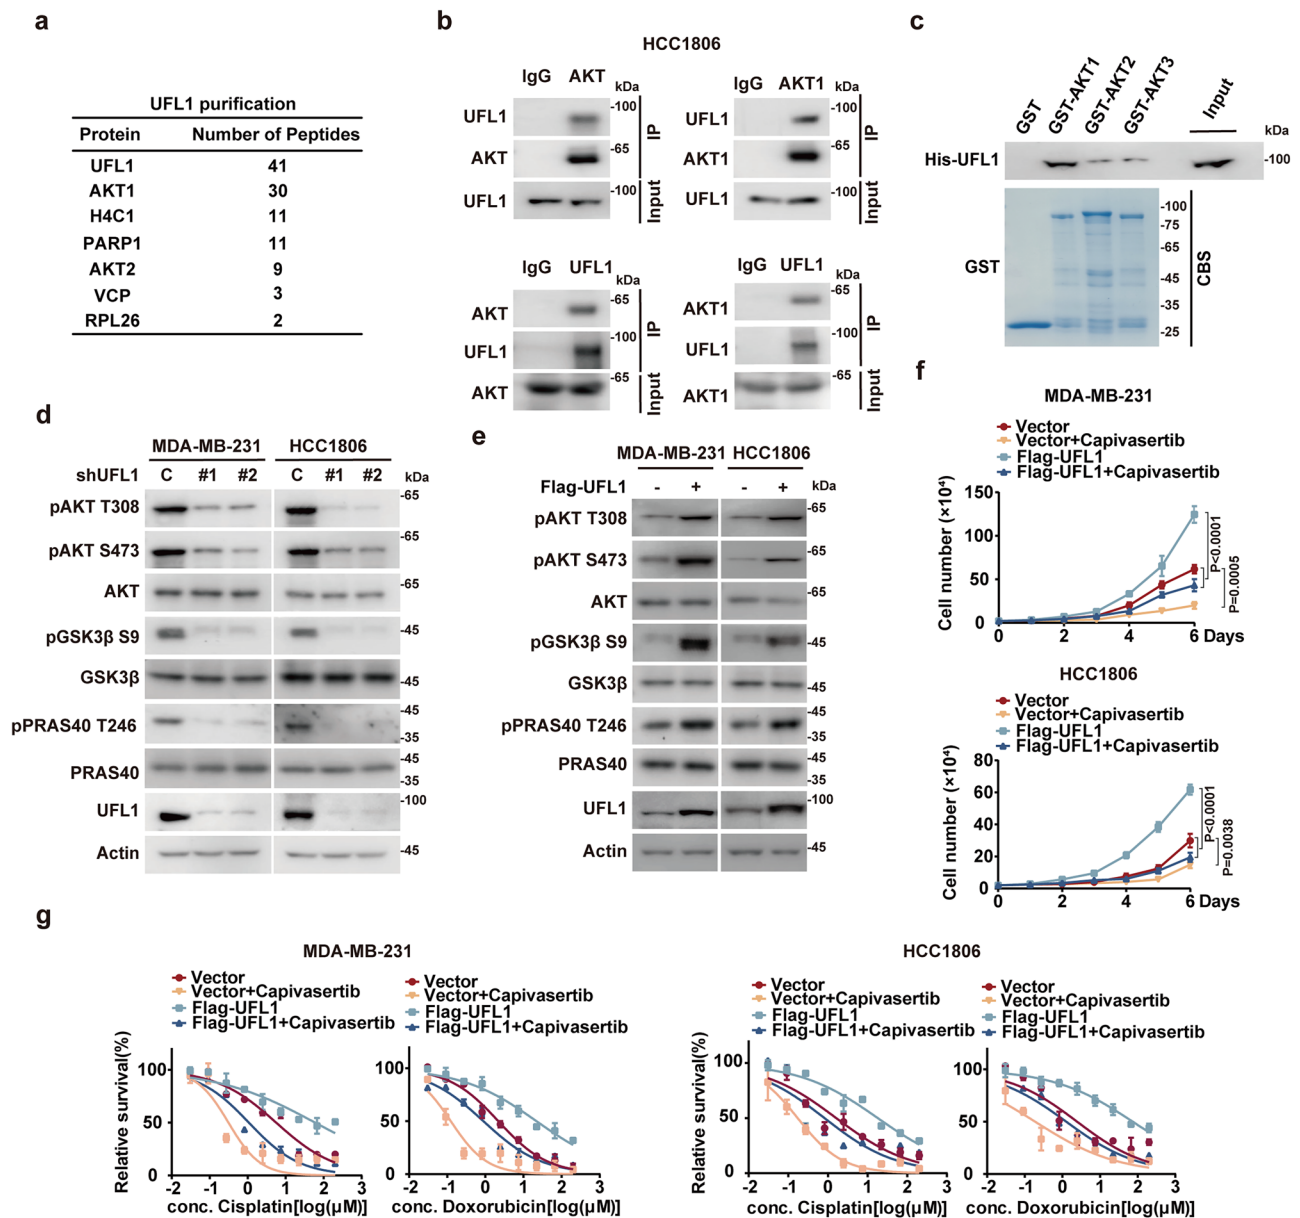 a
UFL1 purification
Protein Number of Peptides
UFL1 41
AKT1 30
H4C1 11
PARP1 11
AKT2 9
VCP 3
RPL26 2
b
HCC1806
IgG AKT
kDa
UFL1 -100
AKT -65
IP
UFL1 -100
Input
IgG AKT1
kDa
UFL1 -100
AKT1 -65
IP
UFL1 -100
Input
IgG UFL1
kDa
AKT -65
UFL1 -100
IP
AKT -65
Input
IgG UFL1
kDa
AKT1 -65
UFL1 -100
IP
AKT1 -65
Input
c
GST GST-AKT1 GST-AKT2 GST-AKT3 Input
kDa
His-UFL1 -100
GST
-100
-75
-65
-45
-35
-25
CBS
d
MDA-MB-231 HCC1806
shUFL1 C #1 #2 C #1 #2 kDa
pAKT T308 -65
pAKT S473 -65
AKT -65
pGSK3β S9 -45
GSK3β -45
pPRAS40 T246 -45
-35
PRAS40 -45
-35
UFL1 -100
Actin -45
e
MDA-MB-231 HCC1806
Flag-UFL1 - + - + kDa
pAKT T308 -65
pAKT S473 -65
AKT -65
pGSK3β S9 -45
GSK3β -45
pPRAS40 T246 -45
-35
PRAS40 -45
-35
UFL1 -100
Actin -45
f
MDA-MB-231
Vector
Vector+Capivasertib
Flag-UFL1
Flag-UFL1+Capivasertib
Cell number (×10⁴)
150
100
50
0
0 2 4 6 Days
P<0.0001
P=0.0005
HCC1806
Vector
Vector+Capivasertib
Flag-UFL1
Flag-UFL1+Capivasertib
Cell number (×10⁴)
80
60
40
20
0
0 2 4 6 Days
P<0.0001
P=0.0038
g
MDA-MB-231
Vector
Vector+Capivasertib
Flag-UFL1
Flag-UFL1+Capivasertib
Relative survival(%)
100
50
0
-2 -1 0 1 2 3
conc. Cisplatin[log(μM)]
Vector
Vector+Capivasertib
Flag-UFL1
Flag-UFL1+Capivasertib
100
50
0
-2 -1 0 1 2 3
conc. Doxorubicin[log(μM)]
HCC1806
Vector
Vector+Capivasertib
Flag-UFL1
Flag-UFL1+Capivasertib
Relative survival(%)
100
50
0
-2 -1 0 1 2 3
conc. Cisplatin[log(μM)]
Vector
Vector+Capivasertib
Flag-UFL1
Flag-UFL1+Capivasertib
100
50
0
-2 -1 0 1 2 3
conc. Doxorubicin[log(μM)]